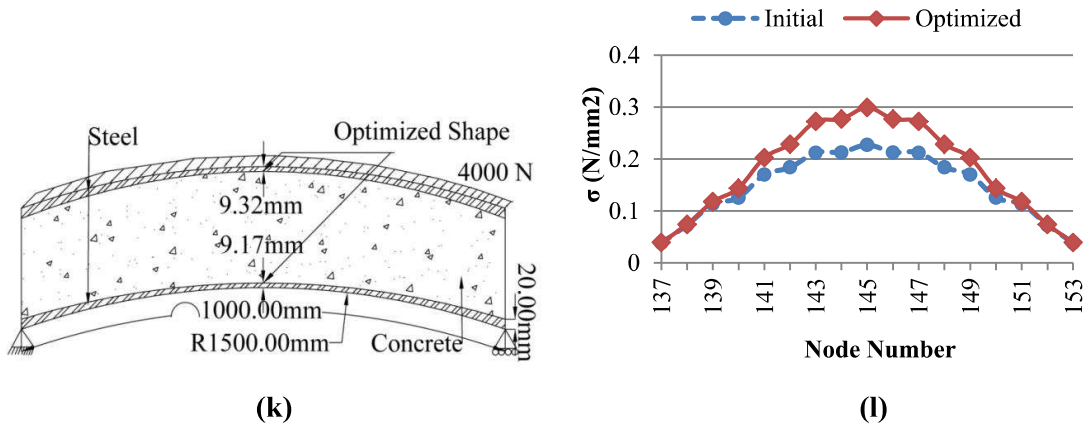 Steel
Optimized Shape
4000 N
9.32mm
9.17mm
20.00mm
1000.00mm
R1500.00mm
Concrete
(k)
Initial
Optimized
σ (N/mm2)
0.4
0.3
0.2
0.1
0
137
139
141
143
145
147
149
151
153
Node Number
(l)